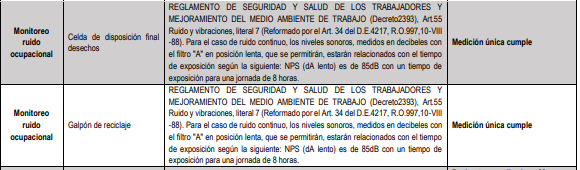 REGLAMENTO DE SEGURIDAD Y SALUD DE LOS TRABAJADORES Y
MEJORAMIENTO DEL MEDIO AMBIENTE DE TRABAJO (Decreto2393), Art.55
Monitoreo ruido ocupacional
Celda de disposición final desechos
Ruido y vibraciones, literal 7 (Reformado por el Art. 34 del D.E.4217, R.O.997,10-VIII
-88). Para el caso de ruido continuo, los niveles sonoros, medidos en decibeles con
el filtro "A" en posición lenta, que se permitirán, estarán relacionados con el tiempo
de exposición según la siguiente: NPS (dA lento) es de 85dB con un tiempo de
exposición para una jornada de 8 horas.
Medición única cumple
REGLAMENTO DE SEGURIDAD Y SALUD DE LOS TRABAJADORES Y
MEJORAMIENTO DEL MEDIO AMBIENTE DE TRABAJO (Decreto2393), Art.55
Monitoreo ruido ocupacional
Galpón de reciclaje
Ruido y vibraciones, literal 7 (Reformado por el Art. 34 del D.E.4217, R.O.997,10-VIII
-88). Para el caso de ruido continuo, los niveles sonoros, medidos en decibeles con
el filtro "A" en posición lenta, que se permitirán, estarán relacionados con el tiempo
de exposición según la siguiente: NPS (dA lento) es de 85dB con un tiempo de
exposición para una jornada de 8 horas.
Medición única cumple